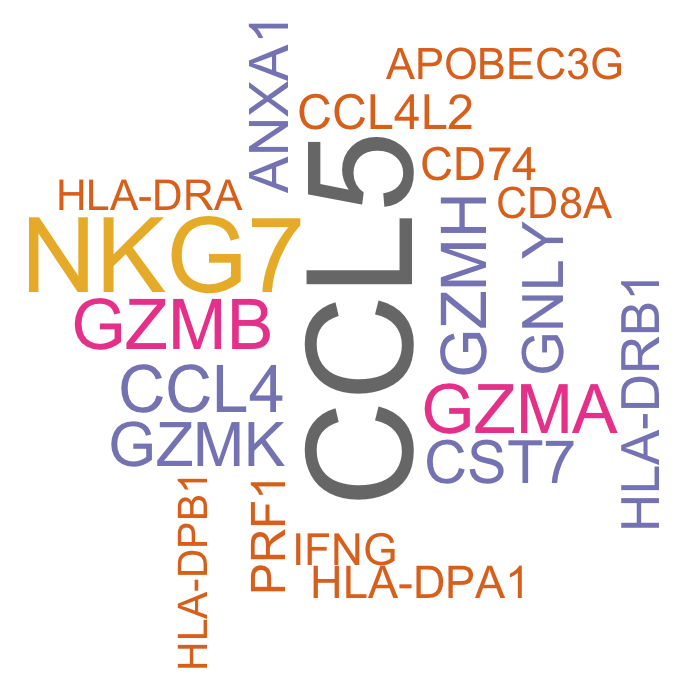 ANXA1
APOBEC3G
CCL4L2
CD74
HLA-DRA
CD8A
NKG7
CCL5
GZMH
GNLY
GZMB
HLA-DRB1
CCL4
GZMA
GZMK
CST7
HLA-DPB1
PRF1
IFNG
HLA-DPA1